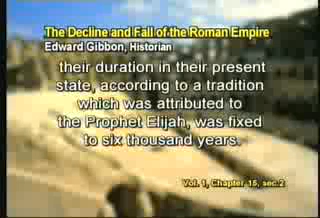 The Decline and Fall of the Roman Empire
Edward Gibbon, Historian
their duration in their present
state, according to a tradition
which was attributed to
the Prophet Elijah, was fixed
to six thousand years.
Vol. 1, Chapter 15, sec.2